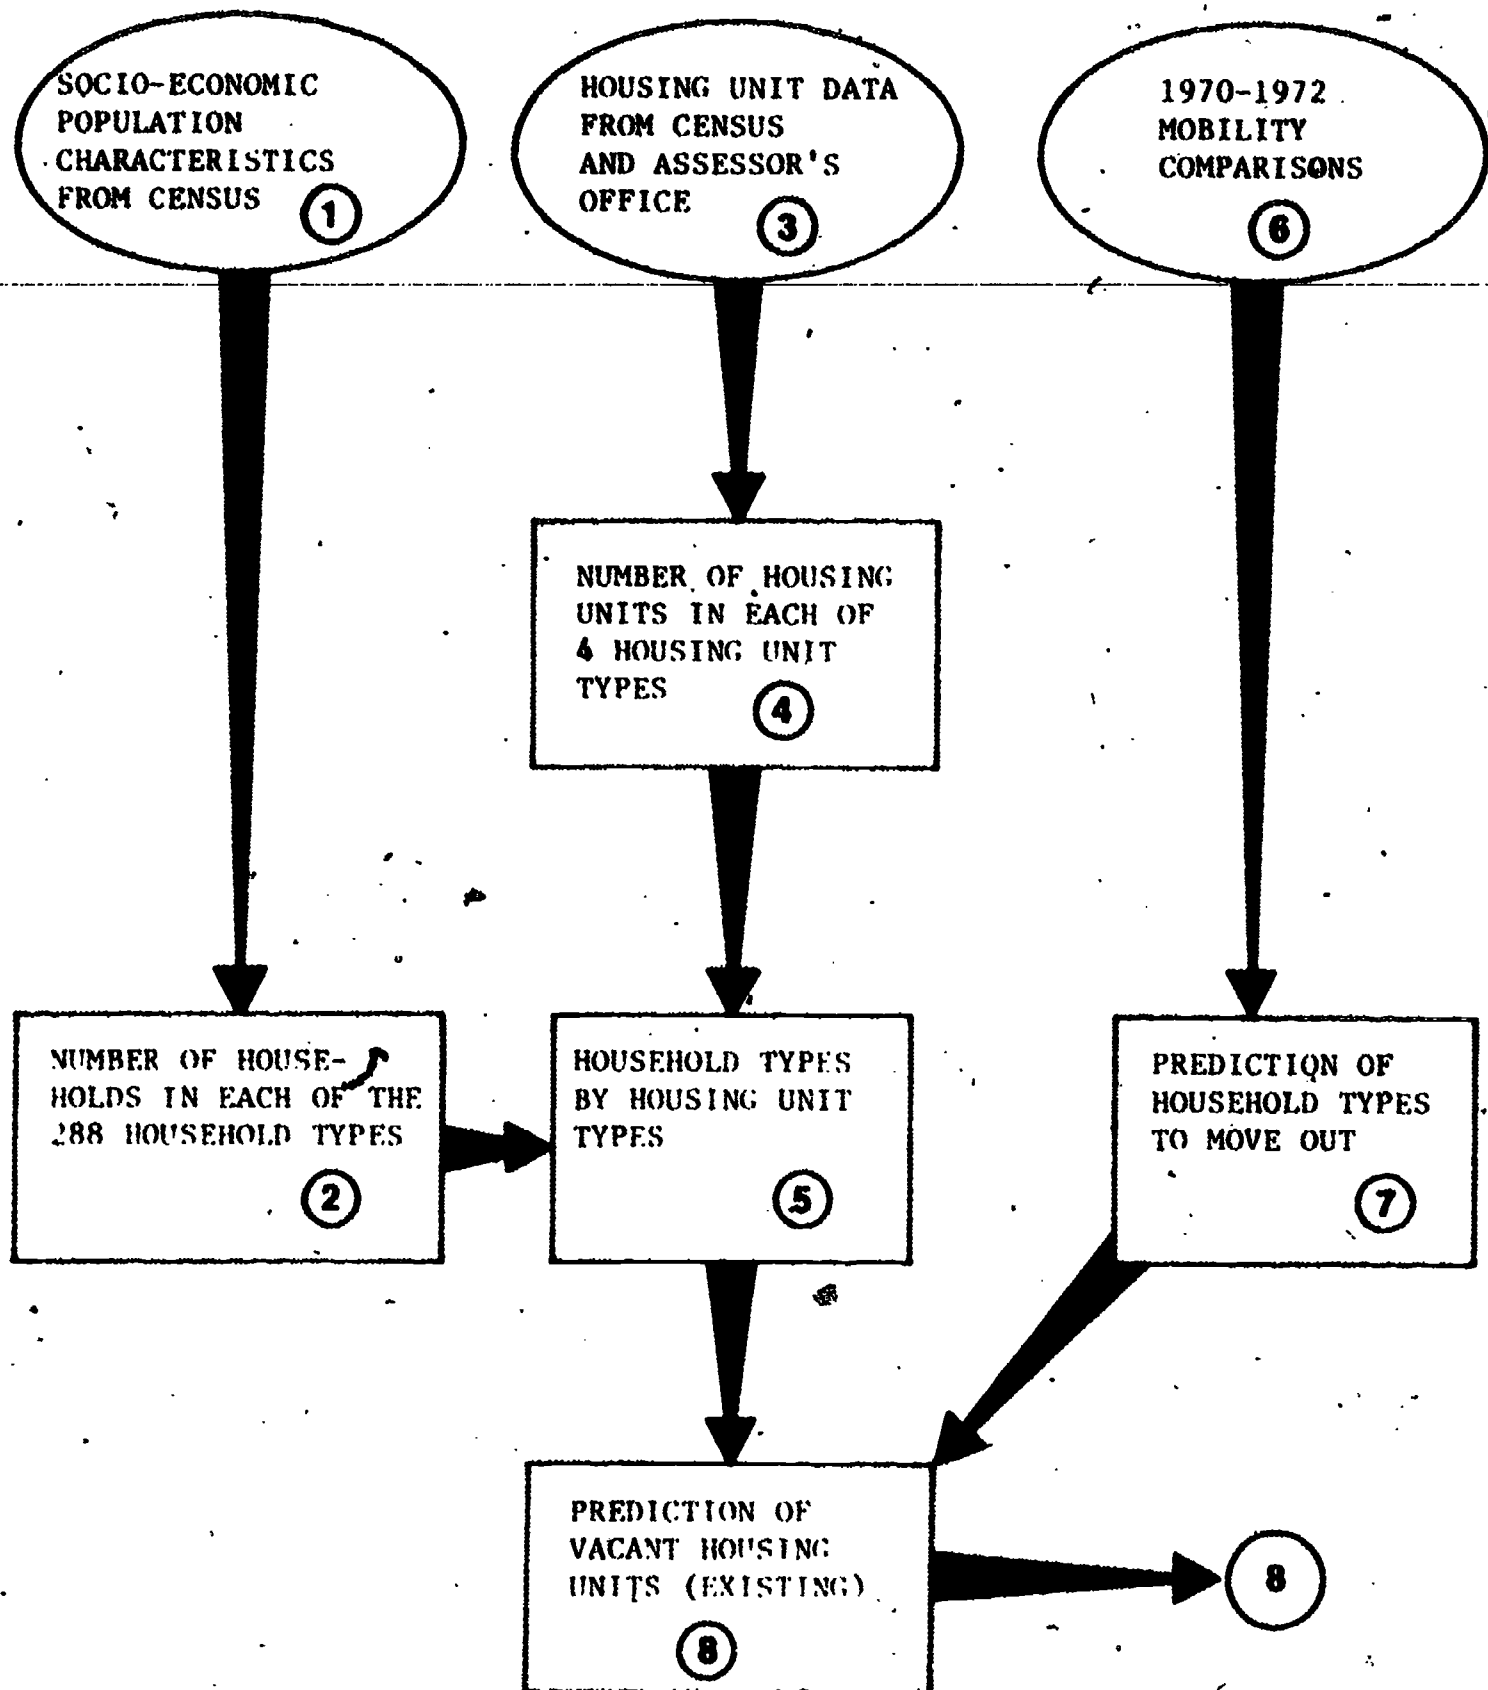 SOCIO-ECONOMIC
POPULATION
CHARACTERISTICS
FROM CENSUS
1
HOUSING UNIT DATA
FROM CENSUS
AND ASSESSOR'S
OFFICE
3
1970-1972
MOBILITY
COMPARISONS
6
NUMBER OF HOUSING
UNITS IN EACH OF
4 HOUSING UNIT
TYPES
4
NUMBER OF HOUSE-
HOLDS IN EACH OF THE
288 HOUSEHOLD TYPES
2
HOUSEHOLD TYPES
BY HOUSING UNIT
TYPES
5
PREDICTION OF
HOUSEHOLD TYPES
TO MOVE OUT
7
PREDICTION OF
VACANT HOUSING
UNITS (EXISTING)
8
8